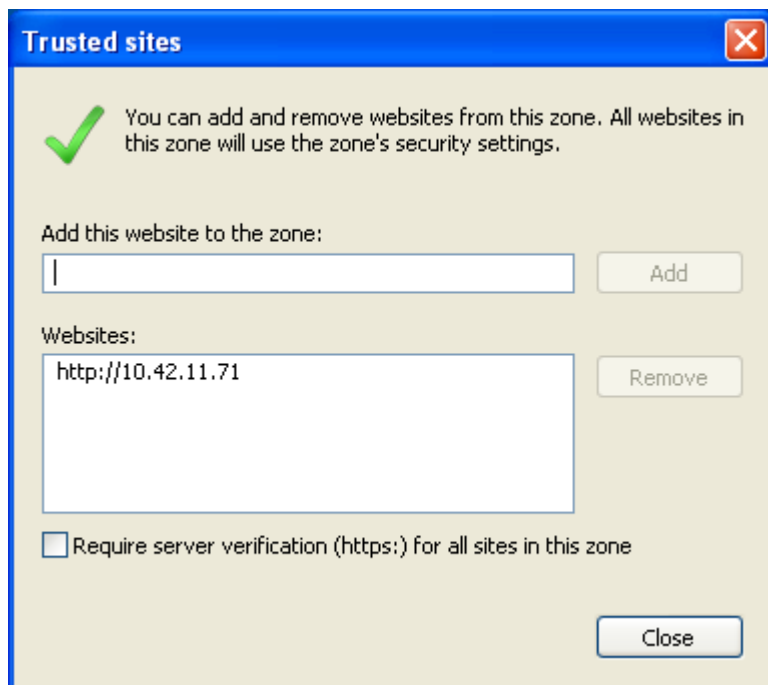 Trusted sites
You can add and remove websites from this zone. All websites in
this zone will use the zone's security settings.
Add this website to the zone:
Add
Websites:
http://10.42.11.71
Remove
Require server verification (https:) for all sites in this zone
Close